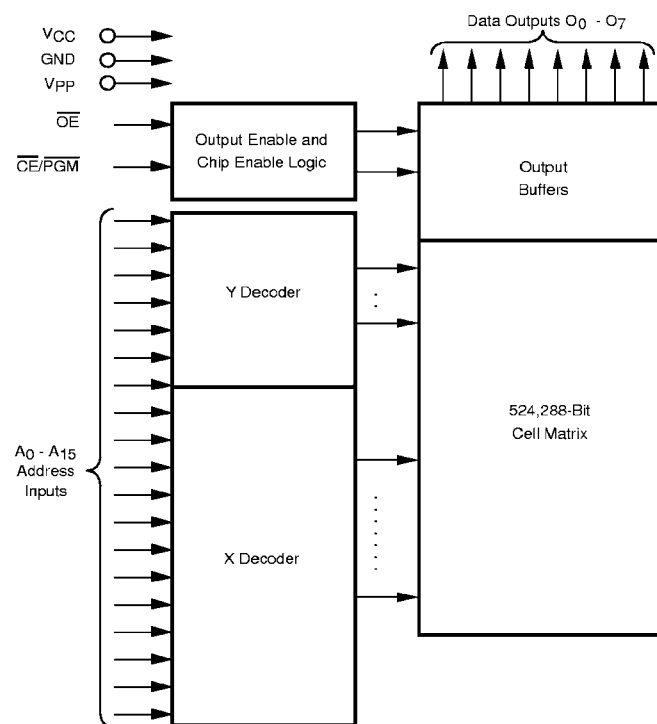 Data Outputs O0 - O7
VCC
GND
VPP
OE
CE/PGM
Output Enable and
Chip Enable Logic
Output
Buffers
Y Decoder
524,288-Bit
Cell Matrix
A0 - A15
Address
Inputs
X Decoder